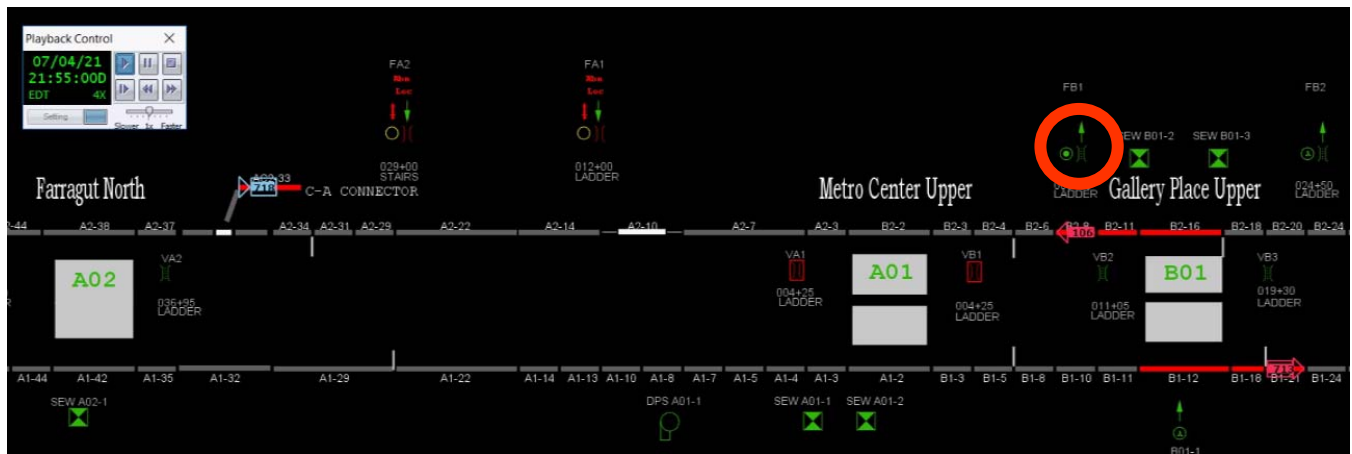 Playback Control
07/04/21
21:55:00D
EDT 4X
Setting
Slower 1x Faster
FA2
Man
Loc
029+00
STAIRS
FA1
Man
Loc
012+00
LADDER
FB1
LADDER
SEW B01-2
SEW B01-3
FB2
024+50
LADDER
Farragut North
710
C-A CONNECTOR
Metro Center Upper
Gallery Place Upper
A2-38 A2-37 A2-34 A2-31 A2-29 A2-22 A2-14 A2-10 A2-7 A2-3 B2-2 B2-3 B2-4 B2-6 106 B2-11 B2-16 B2-18 B2-20 B2-24
A02
VA2
036+95
LADDER
VA1
004+25
LADDER
A01
VB1
004+25
LADDER
VB2
011+05
LADDER
B01
VB3
019+30
LADDER
A1-44 A1-42 A1-35 A1-32 A1-29 A1-22 A1-14 A1-13 A1-10 A1-8 A1-7 A1-5 A1-4 A1-3 A1-2 B1-3 B1-5 B1-8 B1-10 B1-11 B1-12 B1-18 B1-21 B1-24
713
SEW A02-1
DPS A01-1
SEW A01-1
SEW A01-2
B01-1